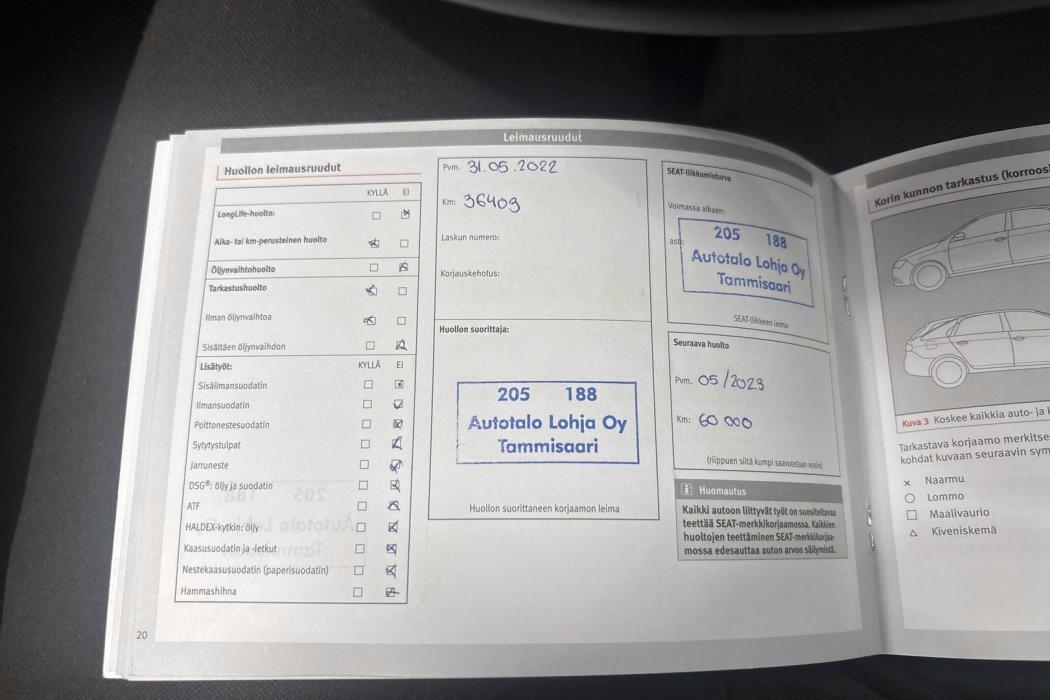 Leimausruudut
Huollon leimausruudut
KYLLÄ EI
LongLife-huolto:
Aika- tai km-perusteinen huolto
Öljynvaihtohuolto
Tarkastushuolto
Ilman öljynvaihtoa
Sisältäen öljynvaihdon
Lisätyöt: KYLLÄ EI
Sisäilmansuodatin
Ilmansuodatin
Polttonestesuodatin
Sytytystulpat
Jarruneste
DSG®: öljy ja suodatin
ATF
HALDEX-kytkin: öljy
Kaasusuodatin ja -letkut
Nestekaasusuodatin (paperisuodatin)
Hammashihna
20
Pvm. 31.05.2022
Km: 36403
Laskun numero:
Korjauskehotus:
Huollon suorittaja:
205 188
Autotalo Lohja Oy
Tammisaari
Huollon suorittaneen korjaamon leima
SEAT-liikkumisturva
Voimassa alkaen:
asti:
205 188
Autotalo Lohja Oy
Tammisaari
SEAT-liikkeen leima
Seuraava huolto
Pvm. 05/2023
Km: 60 000
(riippuen siitä kumpi saavutetaan ensin)
i Huomautus
Kaikki autoon liittyvät työt on suositeltavaa
teettää SEAT-merkkikorjaamossa. Kaikkien
huoltojen teettäminen SEAT-merkkikorjaa-
mossa edesauttaa auton arvon säilymistä.
Korin kunnon tarkastus (korroosi
Kuva 3 Koskee kaikkia auto- ja k
Tarkastava korjaamo merkitse
kohdat kuvaan seuraavin sym
× Naarmu
○ Lommo
□ Maalivaurio
△ Kiveniskemä